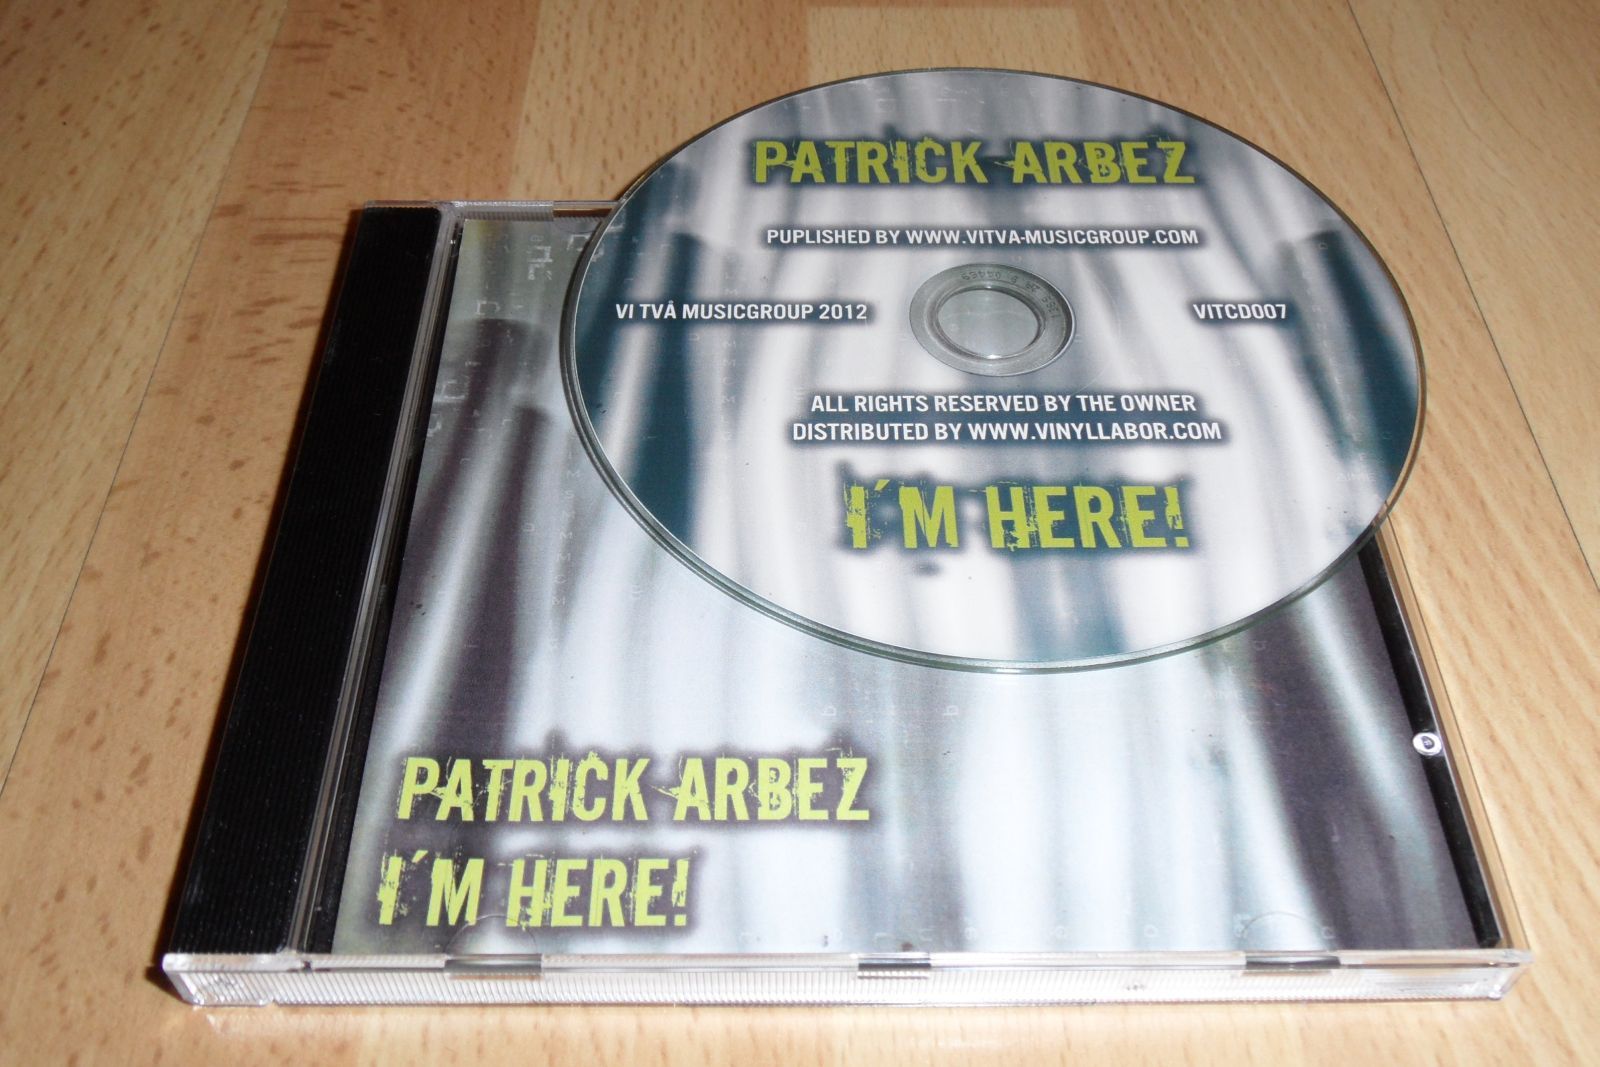 PATRICK ARBEZ
PUPLISHED BY WWW.VITVA-MUSICGROUP.COM
VI TVÅ MUSICGROUP 2012
VITCD007
ALL RIGHTS RESERVED BY THE OWNER
DISTRIBUTED BY WWW.VINYLLABOR.COM
I´M HERE!
PATRICK ARBEZ
I´M HERE!